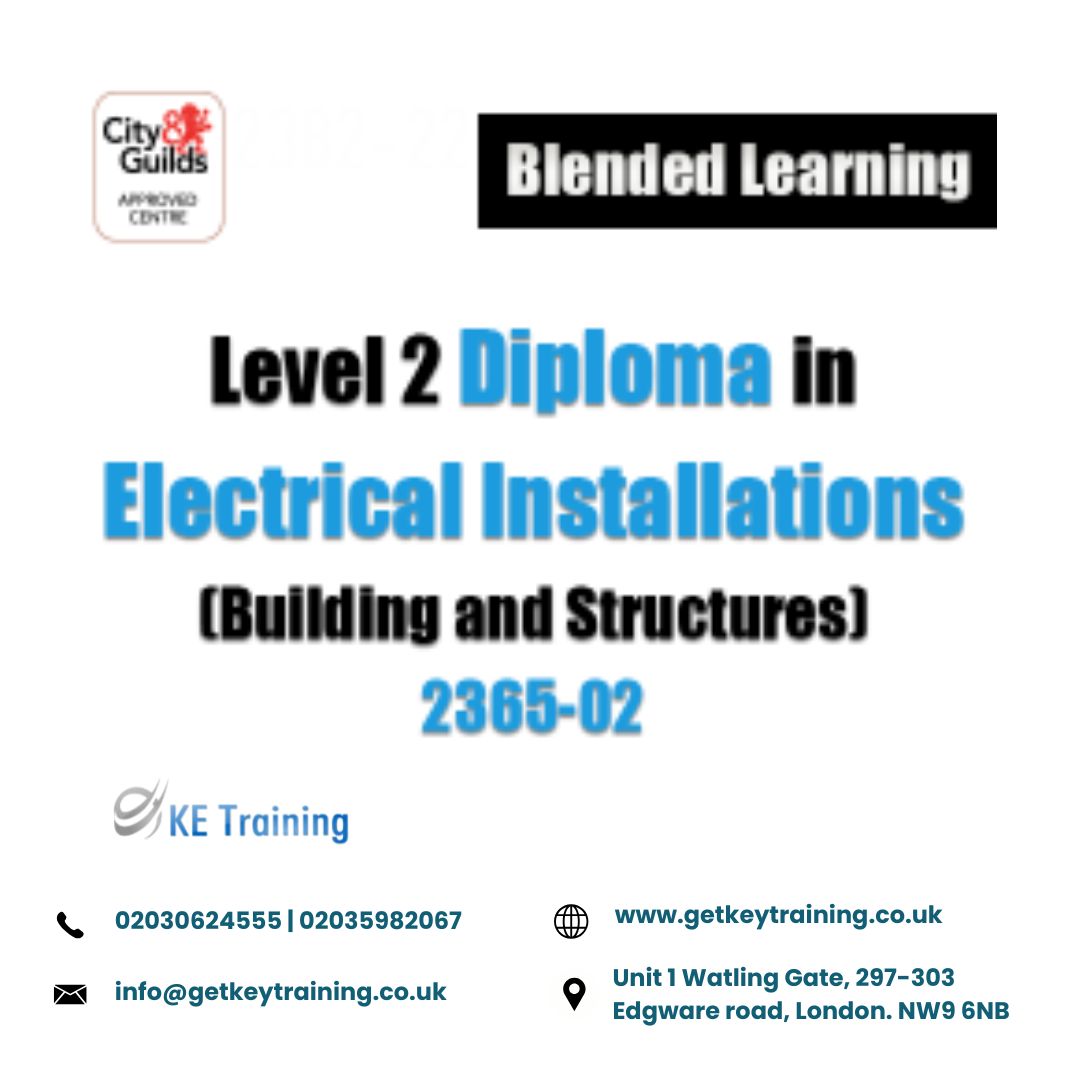 City & Guilds
APPROVED
CENTRE
2382-22
Blended Learning
Level 2 Diploma in
Electrical Installations
(Building and Structures)
2365-02
KE Training
02030624555 | 02035982067
www.getkeytraining.co.uk
info@getkeytraining.co.uk
Unit 1 Watling Gate, 297-303
Edgware road, London. NW9 6NB